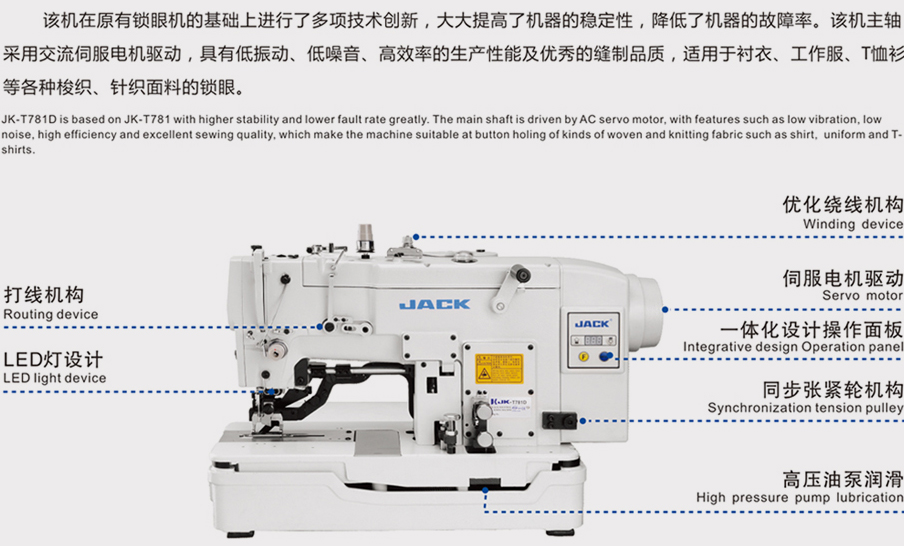 该机在原有锁眼机的基础上进行了多项技术创新，大大提高了机器的稳定性，降低了机器的故障率。该机主轴
采用交流伺服电机驱动，具有低振动、低噪音、高效率的生产性能及优秀的缝制品质，适用于衬衣、工作服、T恤衫
等各种梭织、针织面料的锁眼。
JK-T781D is based on JK-T781 with higher stability and lower fault rate greatly. The main shaft is driven by AC servo motor, with features such as low vibration, low
noise, high efficiency and excellent sewing quality, which make the machine suitable at button holing of kinds of woven and knitting fabric such as shirt, uniform and T-
shirts.
优化绕线机构
Winding device
伺服电机驱动
Servo motor
打线机构
Routing device
JACK
JACK
一体化设计操作面板
Integrative design Operation panel
LED灯设计
LED light device
同步张紧轮机构
Synchronization tension pulley
JK-T781D
高压油泵润滑
High pressure pump lubrication